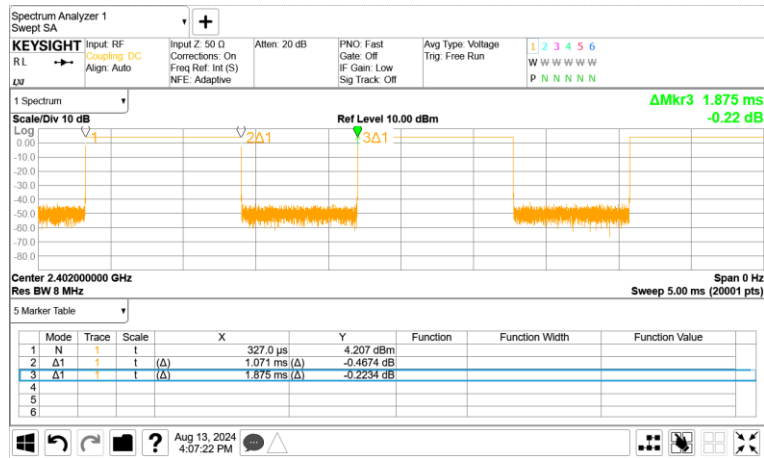 Spectrum Analyzer 1
Swept SA
+
KEYSIGHT Input: RF Input Z: 50 Ω Atten: 20 dB PNO: Fast Avg Type: Voltage 1 2 3 4 5 6
RL Coupling: DC Corrections: On Gate: Off Trig: Free Run W W W W W W
Align: Auto Freq Ref: Int (S) IF Gain: Low
LXI NFE: Adaptive Sig Track: Off P N N N N N
1 Spectrum ΔMkr3 1.875 ms
Scale/Div 10 dB Ref Level 10.00 dBm -0.22 dB
Log 1 2Δ1 3Δ1
0.00
-10.0
-20.0
-30.0
-40.0
-50.0
-60.0
-70.0
-80.0
Center 2.402000000 GHz Span 0 Hz
Res BW 8 MHz Sweep 5.00 ms (20001 pts)
5 Marker Table
Mode Trace Scale X Y Function Function Width Function Value
1 N 1 t 327.0 µs 4.207 dBm
2 Δ1 1 t (Δ) 1.071 ms (Δ) -0.4674 dB
3 Δ1 1 t (Δ) 1.875 ms (Δ) -0.2234 dB
4
5
6
? Aug 13, 2024
4:07:22 PM